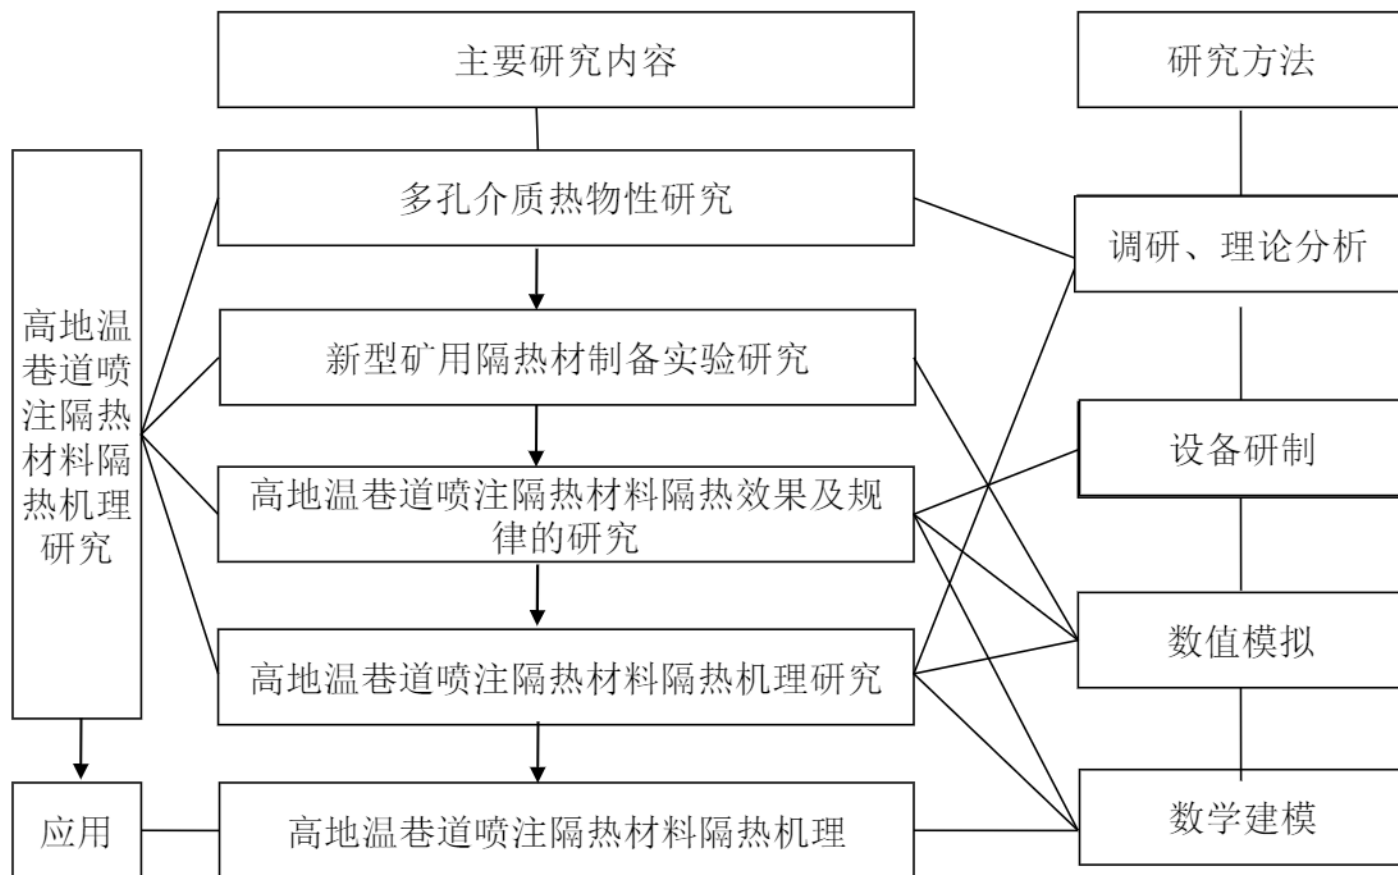 主要研究内容
研究方法
多孔介质热物性研究
调研、理论分析
高地温
巷道喷
注隔热
材料隔
热机理
研究
新型矿用隔热材制备实验研究
设备研制
高地温巷道喷注隔热材料隔热效果及规
律的研究
数值模拟
高地温巷道喷注隔热材料隔热机理研究
应用
高地温巷道喷注隔热材料隔热机理
数学建模